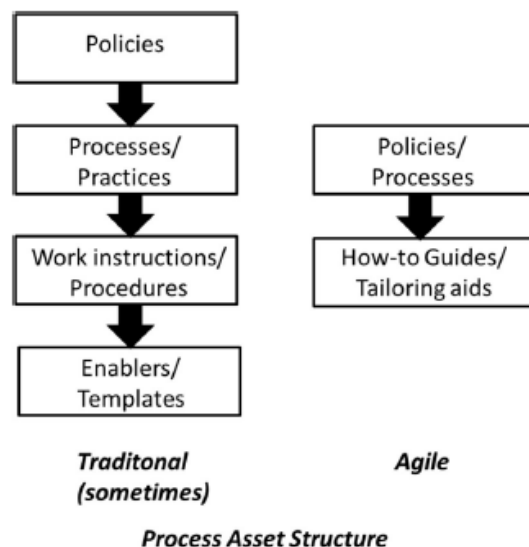 Policies
Processes/
Practices
Work instructions/
Procedures
Enablers/
Templates
Traditonal
(sometimes)
Policies/
Processes
How-to Guides/
Tailoring aids
Agile
Process Asset Structure